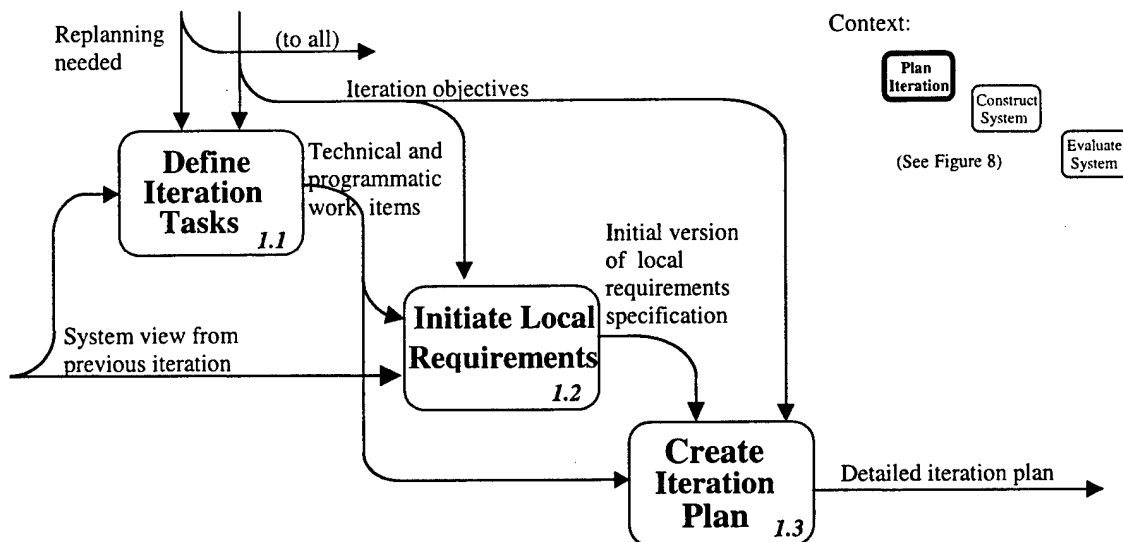 Replanning
needed
(to all)
Iteration objectives
Context:
Plan
Iteration
Construct
System
Evaluate
System
(See Figure 8)
Define
Iteration
Tasks
1.1
Technical and
programmatic
work items
System view from
previous iteration
Initiate Local
Requirements
1.2
Initial version
of local
requirements
specification
Create
Iteration
Plan
1.3
Detailed iteration plan